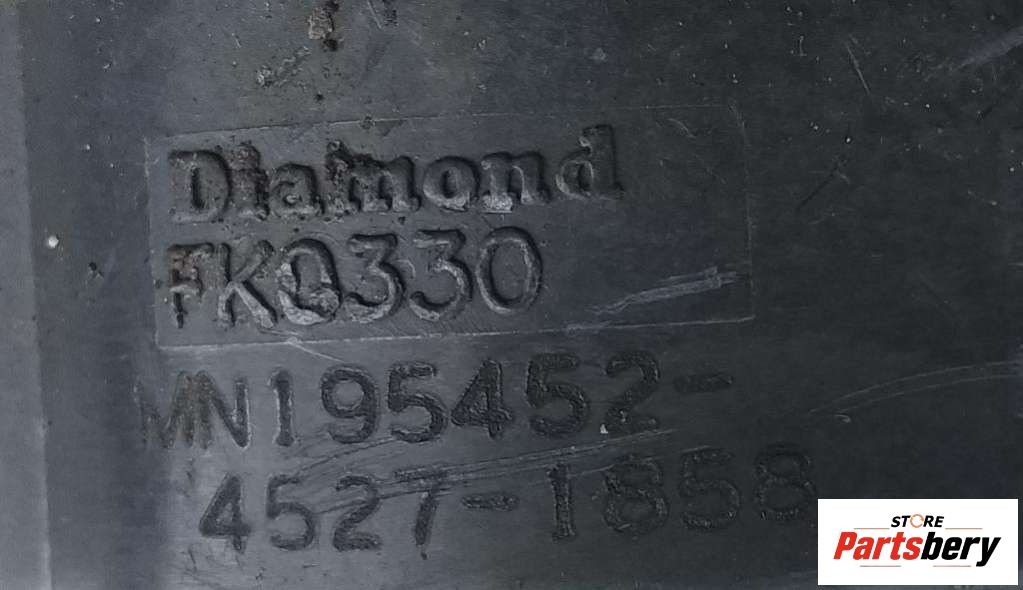 Diamond
FK0330
MN195452-
4527-1858
STORE
Partsbery